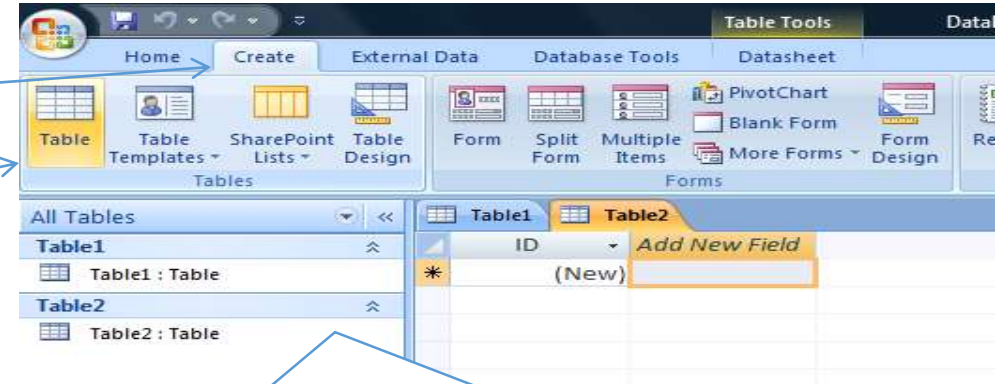 Table Tools
Home Create External Data Database Tools Datasheet
Table Table Templates SharePoint Lists Table Design Form Split Form Multiple Items PivotChart Blank Form More Forms Form Design
Tables Forms
All Tables Table1 Table2
Table1 ID Add New Field
Table1 : Table (New)
Table2
Table2 : Table